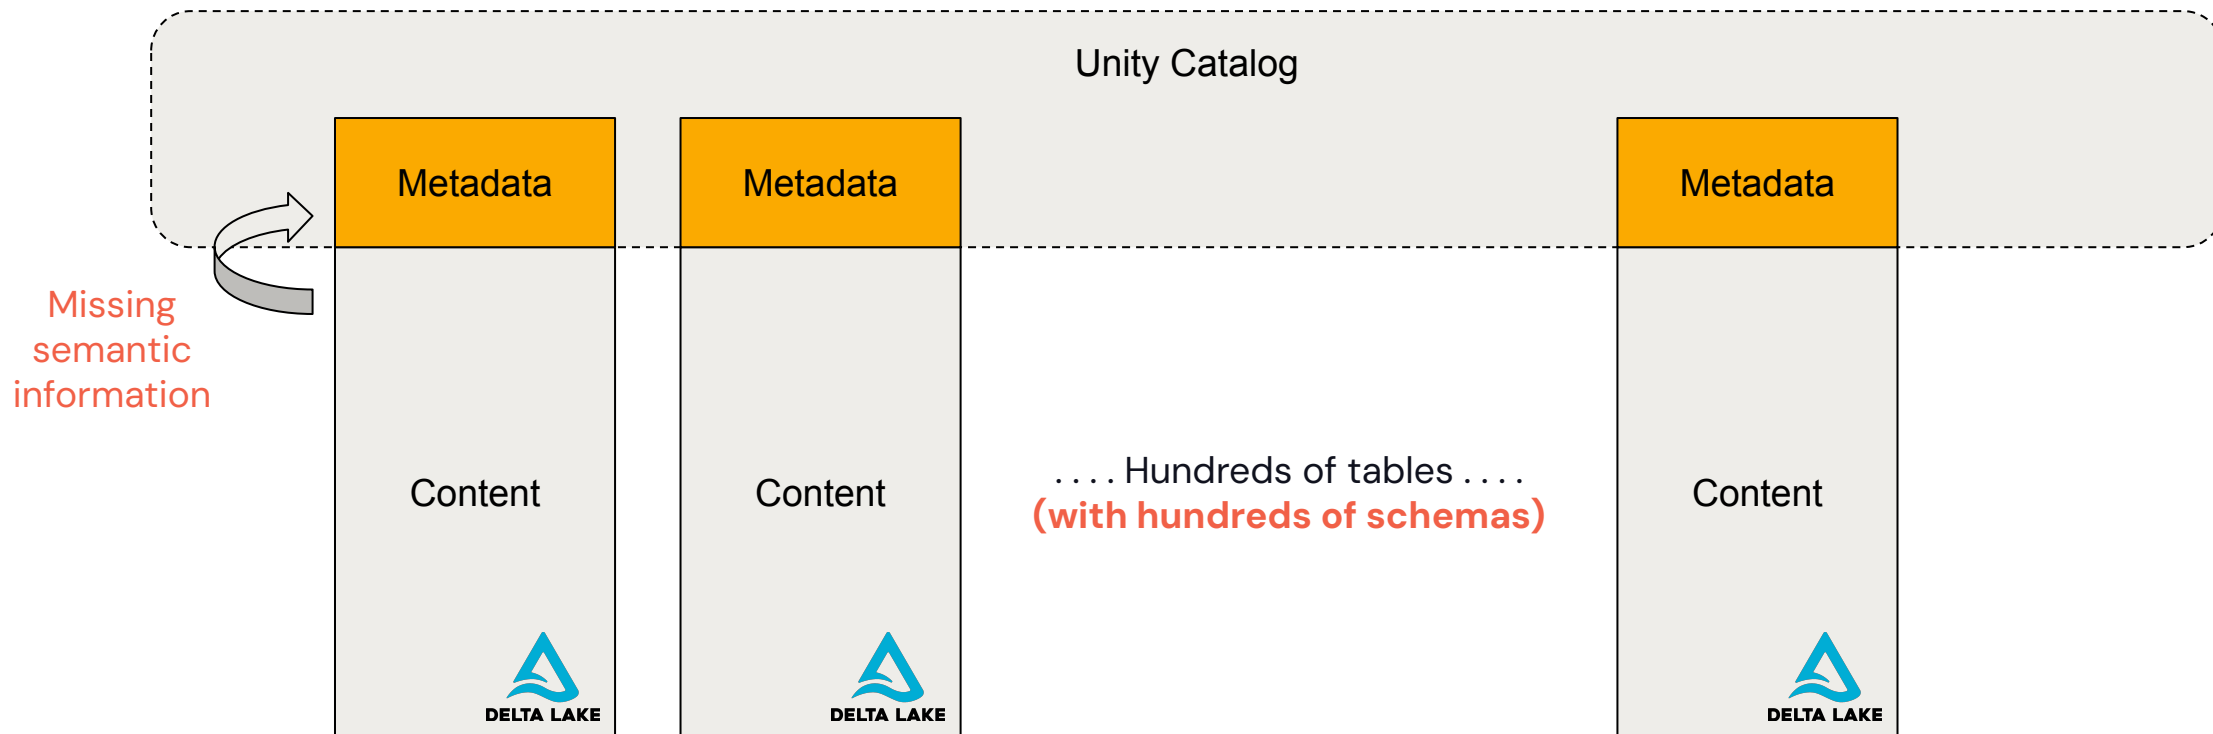 Unity Catalog
Metadata
Metadata
Metadata
Missing
semantic
information
Content
Content
.... Hundreds of tables ....
(with hundreds of schemas)
Content
DELTA LAKE
DELTA LAKE
DELTA LAKE